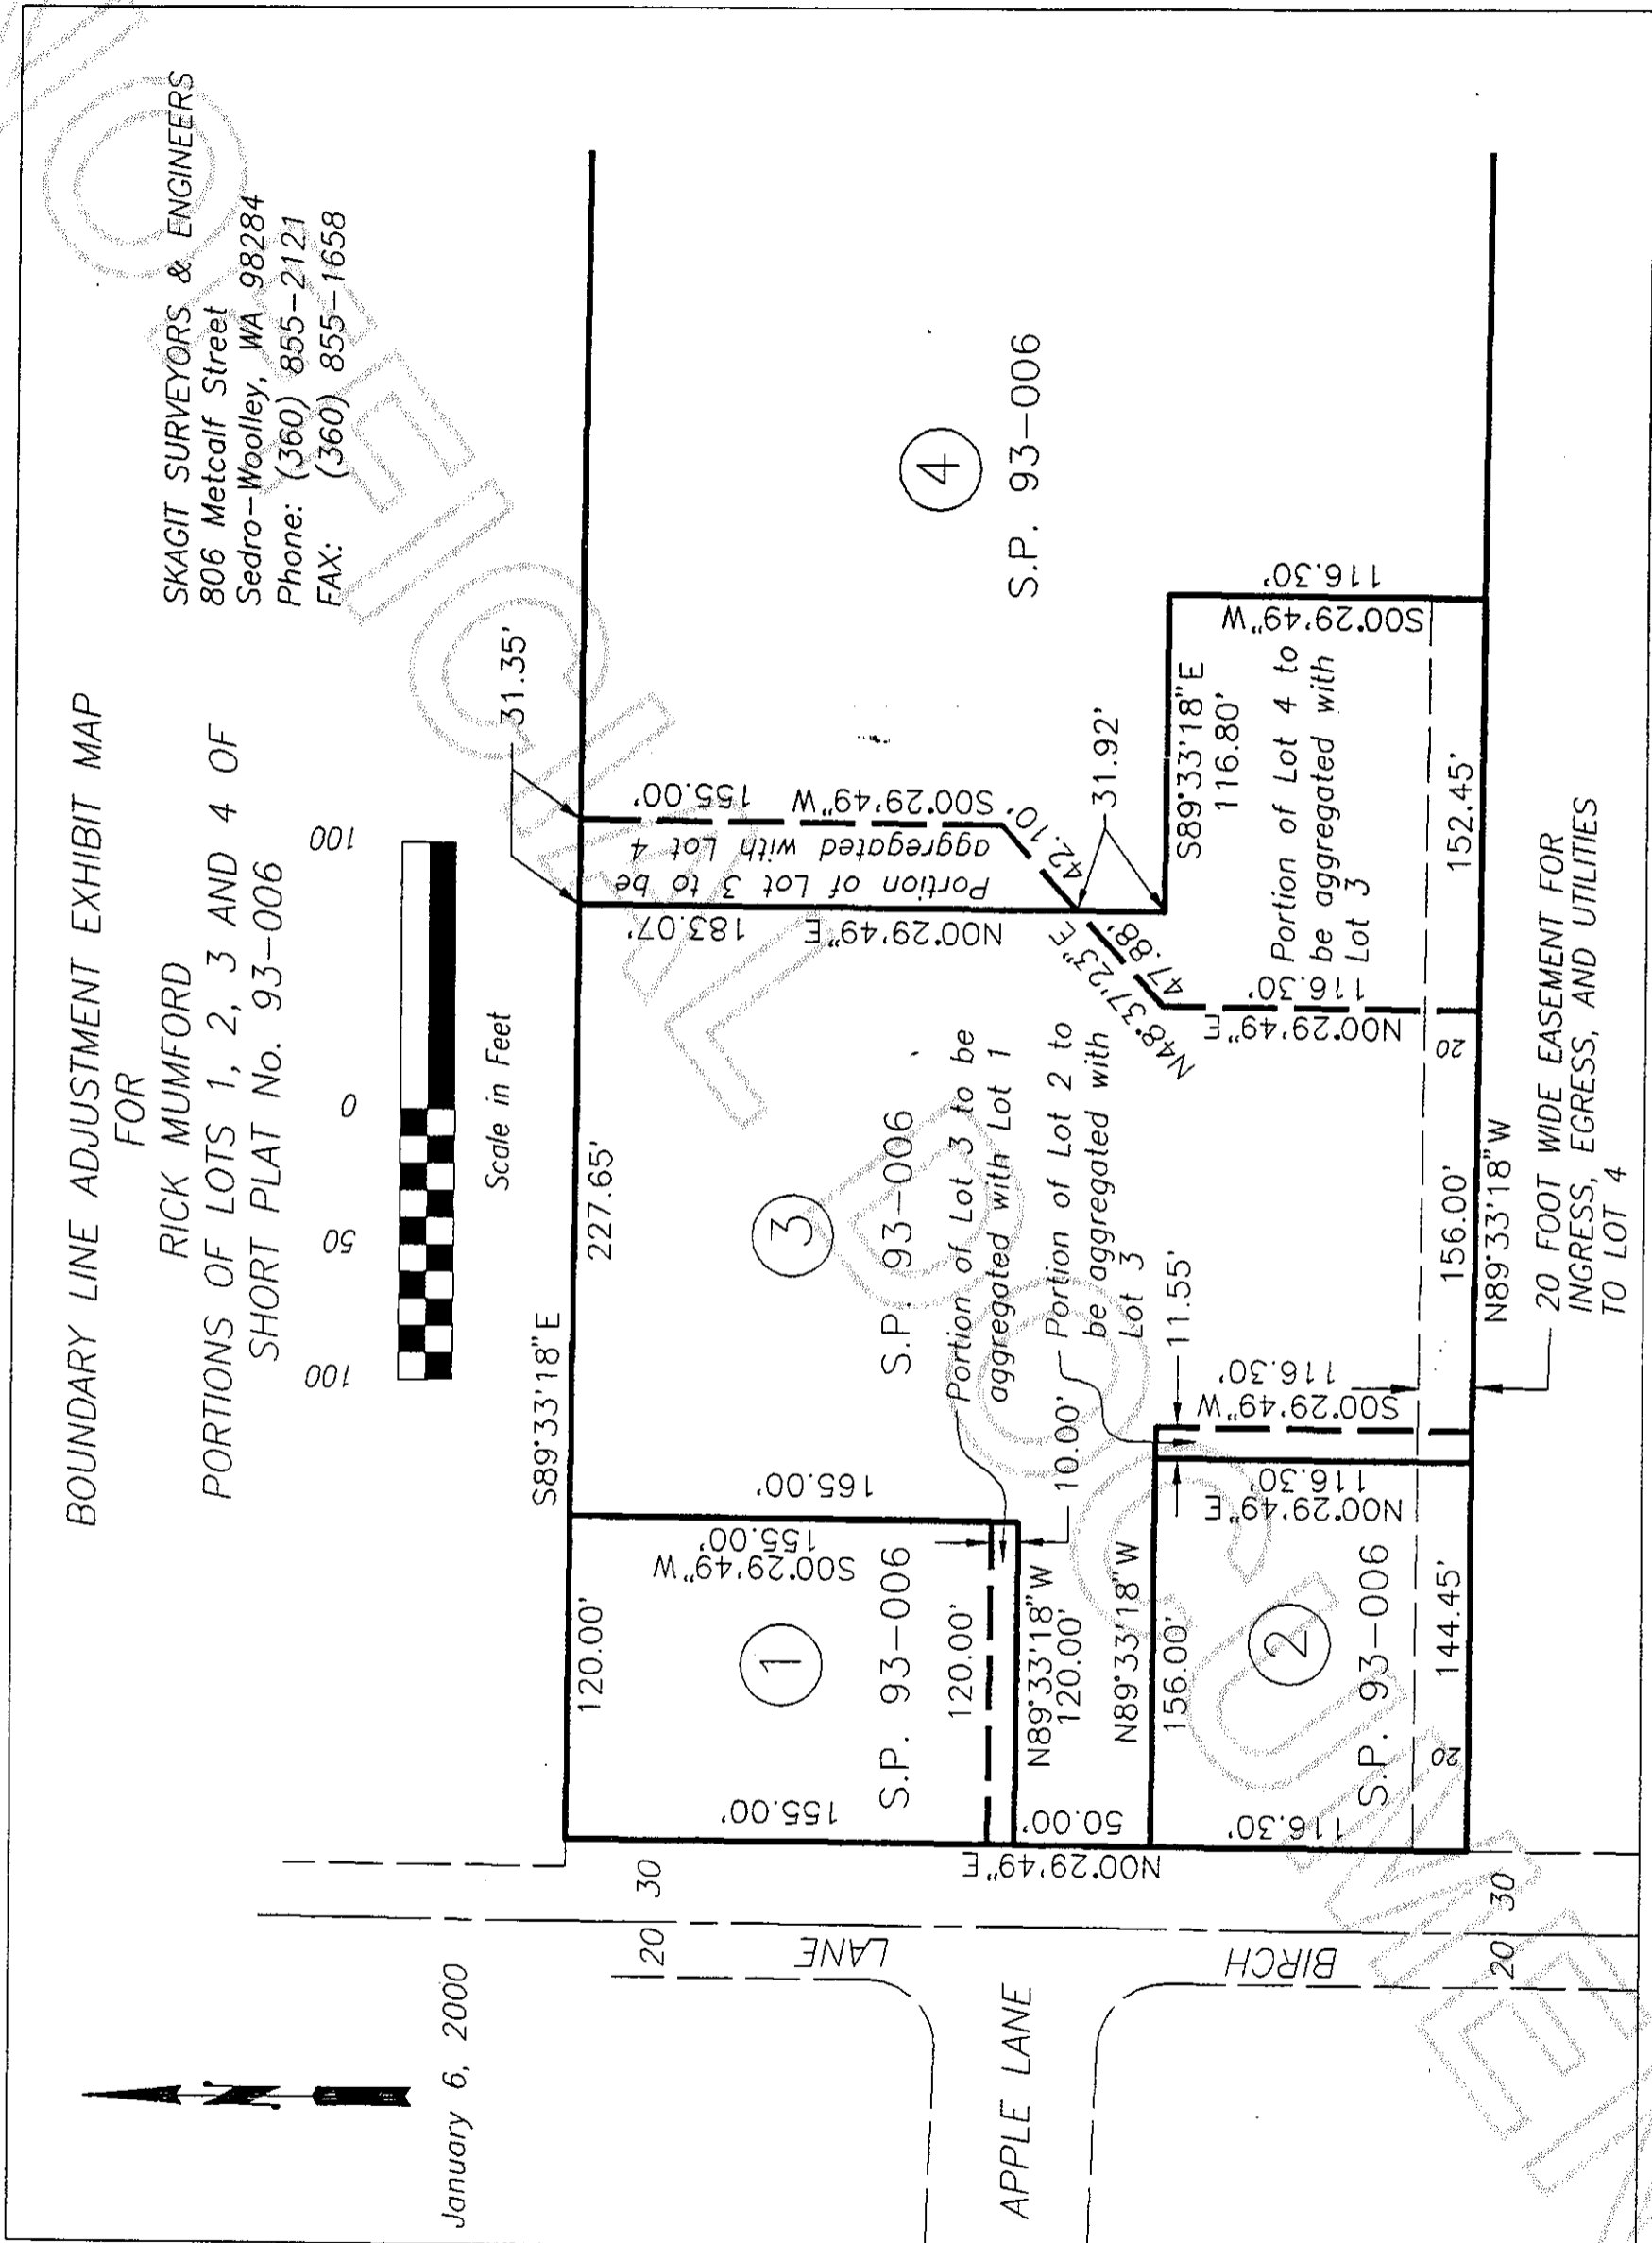 BOUNDARY LINE ADJUSTMENT EXHIBIT MAP
FOR
RICK MUMFORD
PORTIONS OF LOTS 1, 2, 3 AND 4 OF
SHORT PLAT No. 93-006
SKAGIT SURVEYORS & ENGINEERS
806 Metcalf Street
Sedro-Woolley, WA 98284
Phone: (360) 855-2121
FAX: (360) 855-1658
100
50
0
100
Scale in Feet
N
January 6, 2000
S89°33'18"E
120.00'
227.65'
31.35'
155.00'
1
S.P. 93-006
S00°29'49"W
155.00'
165.00'
120.00'
N89°33'18"W
120.00'
10.00'
50.00'
N00°29'49"E
3
S.P. 93-006
Portion of Lot 3 to be
aggregated with Lot 1
Portion of Lot 2 to
be aggregated with
Lot 3
11.55'
N00°29'49"E
183.07'
Portion of Lot 3 to be
aggregated with Lot 4
S00°29'49"W
155.00'
42.10'
31.92'
N48°37'23"E
47.88'
4
S.P. 93-006
S89°33'18"E
116.80'
S00°29'49"W
116.30'
Portion of Lot 4 to
be aggregated with
Lot 3
N00°29'49"E
116.30'
20
152.45'
N89°33'18"W
156.00'
116.30'
2
S.P. 93-006
20
144.45'
N00°29'49"E
116.30'
S00°29'49"W
116.30'
156.00'
N89°33'18"W
20 FOOT WIDE EASEMENT FOR
INGRESS, EGRESS, AND UTILITIES
TO LOT 4
20
30
LANE
BIRCH
20
30
APPLE LANE
UNOFFICIAL DOCUMENT